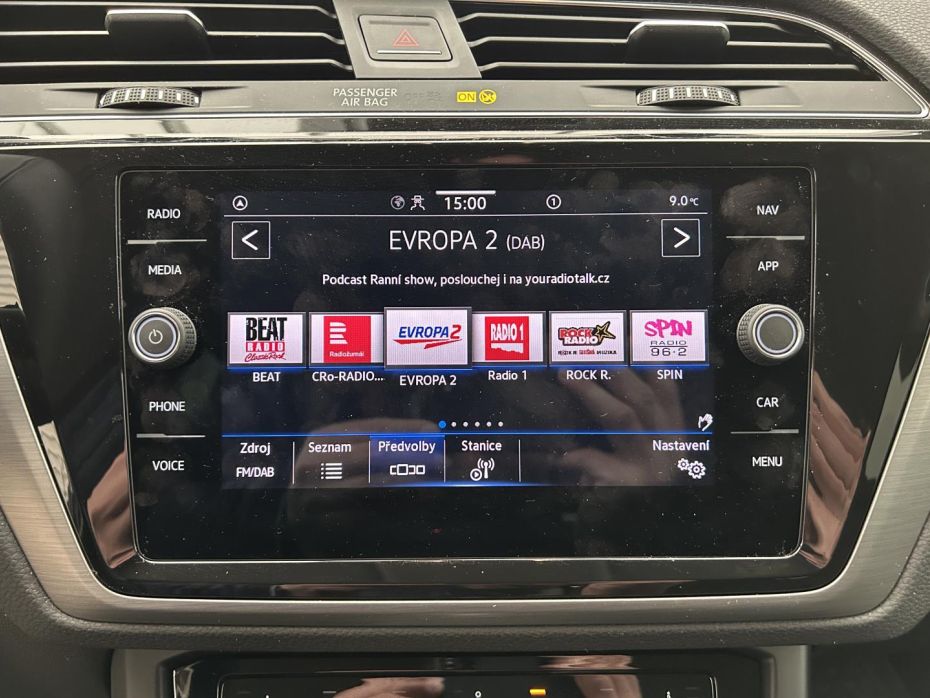 PASSENGER
AIR BAG
ON
RADIO
MEDIA
PHONE
VOICE
NAV
APP
CAR
MENU
15:00
1
9.0°C
EVROPA 2 (DAB)
Podcast Ranní show, poslouchej i na youradiotalk.cz
BEAT
RADIO
ClassicRock
Radiožurnál
EVROPA 2
RADIO 1
ROCK
RADIO
SPIN
RADIO
96·2
BEAT
CRo-RADIO...
EVROPA 2
Radio 1
ROCK R.
SPIN
Zdroj
FM/DAB
Seznam
Předvolby
Stanice
Nastavení